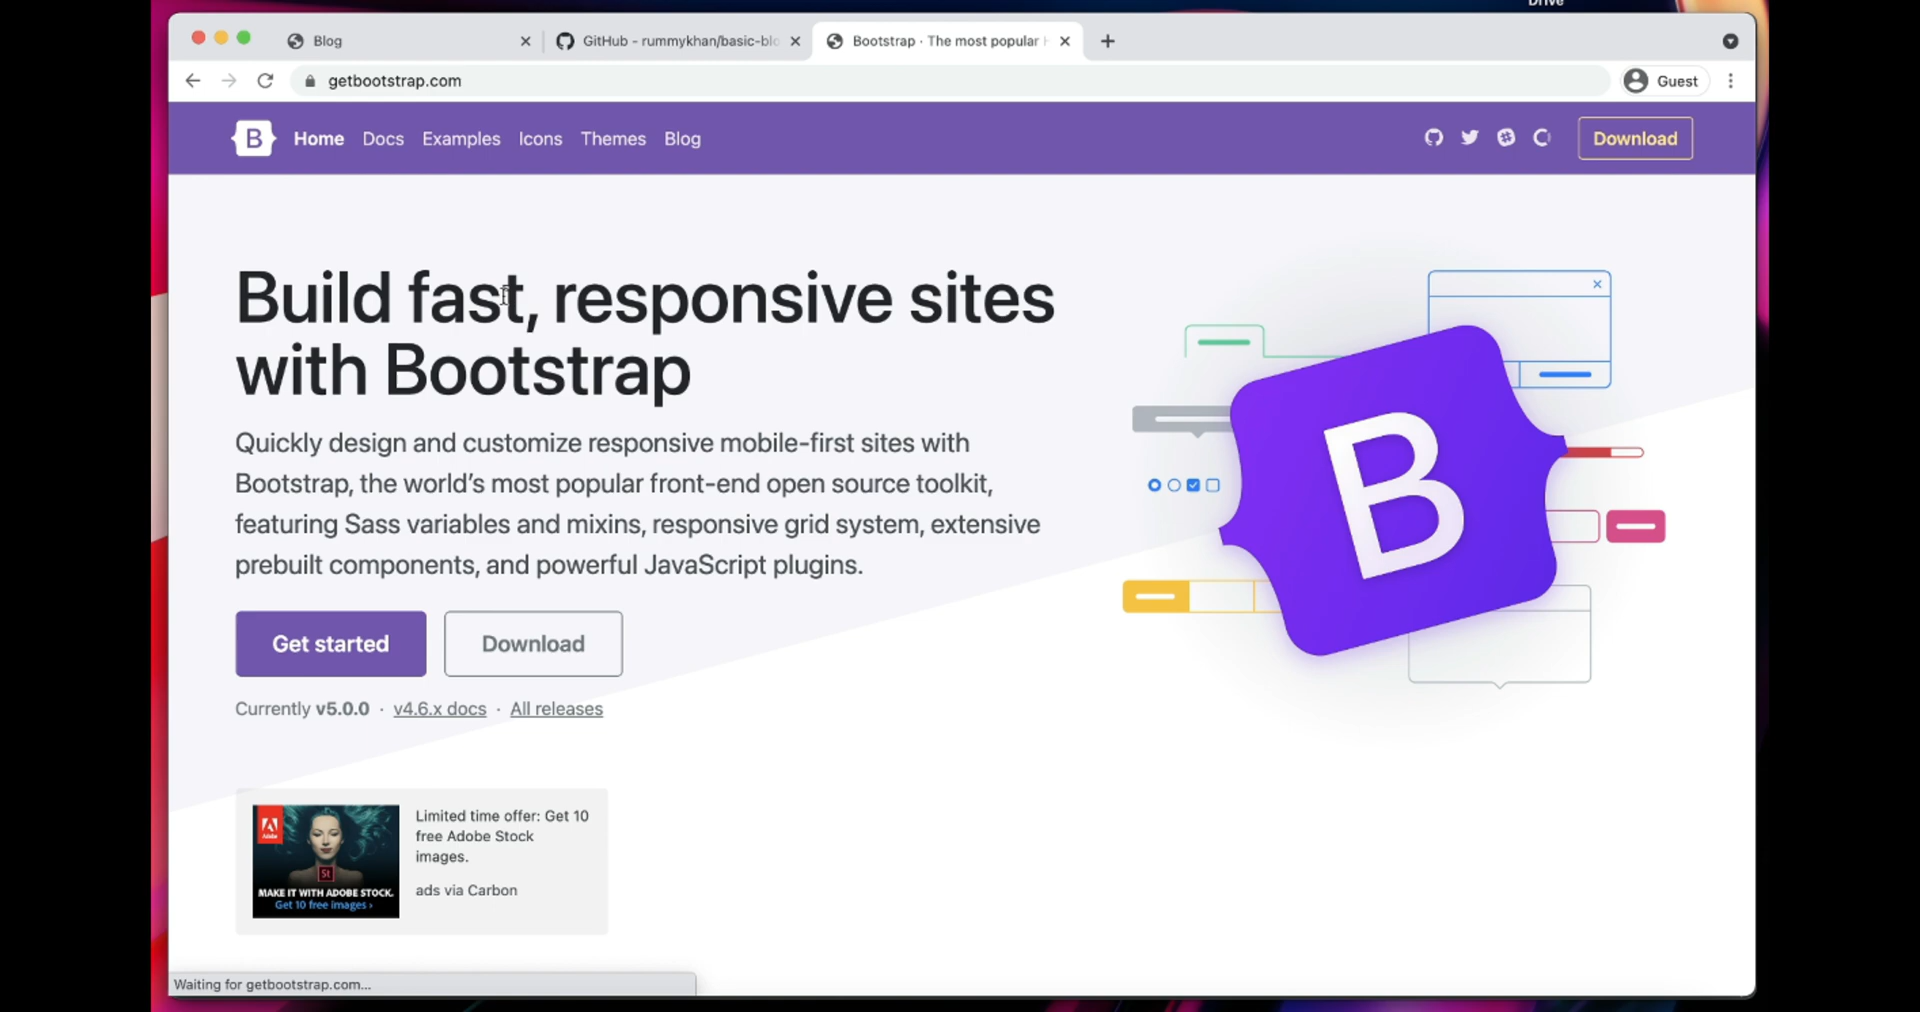 Drive
Blog
GitHub - rummykhan/basic-blo
Bootstrap · The most popular H
getbootstrap.com
Guest
B Home Docs Examples Icons Themes Blog
Download
Build fast, responsive sites
with Bootstrap
Quickly design and customize responsive mobile-first sites with
Bootstrap, the world’s most popular front-end open source toolkit,
featuring Sass variables and mixins, responsive grid system, extensive
prebuilt components, and powerful JavaScript plugins.
B
Get started
Download
Currently v5.0.0 · v4.6.x docs · All releases
Adobe
St
MAKE IT WITH ADOBE STOCK.
Get 10 free images ›
Limited time offer: Get 10
free Adobe Stock
images.
ads via Carbon
Waiting for getbootstrap.com...